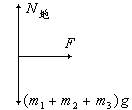 N地
F
(m₁ + m₂ + m₃) g